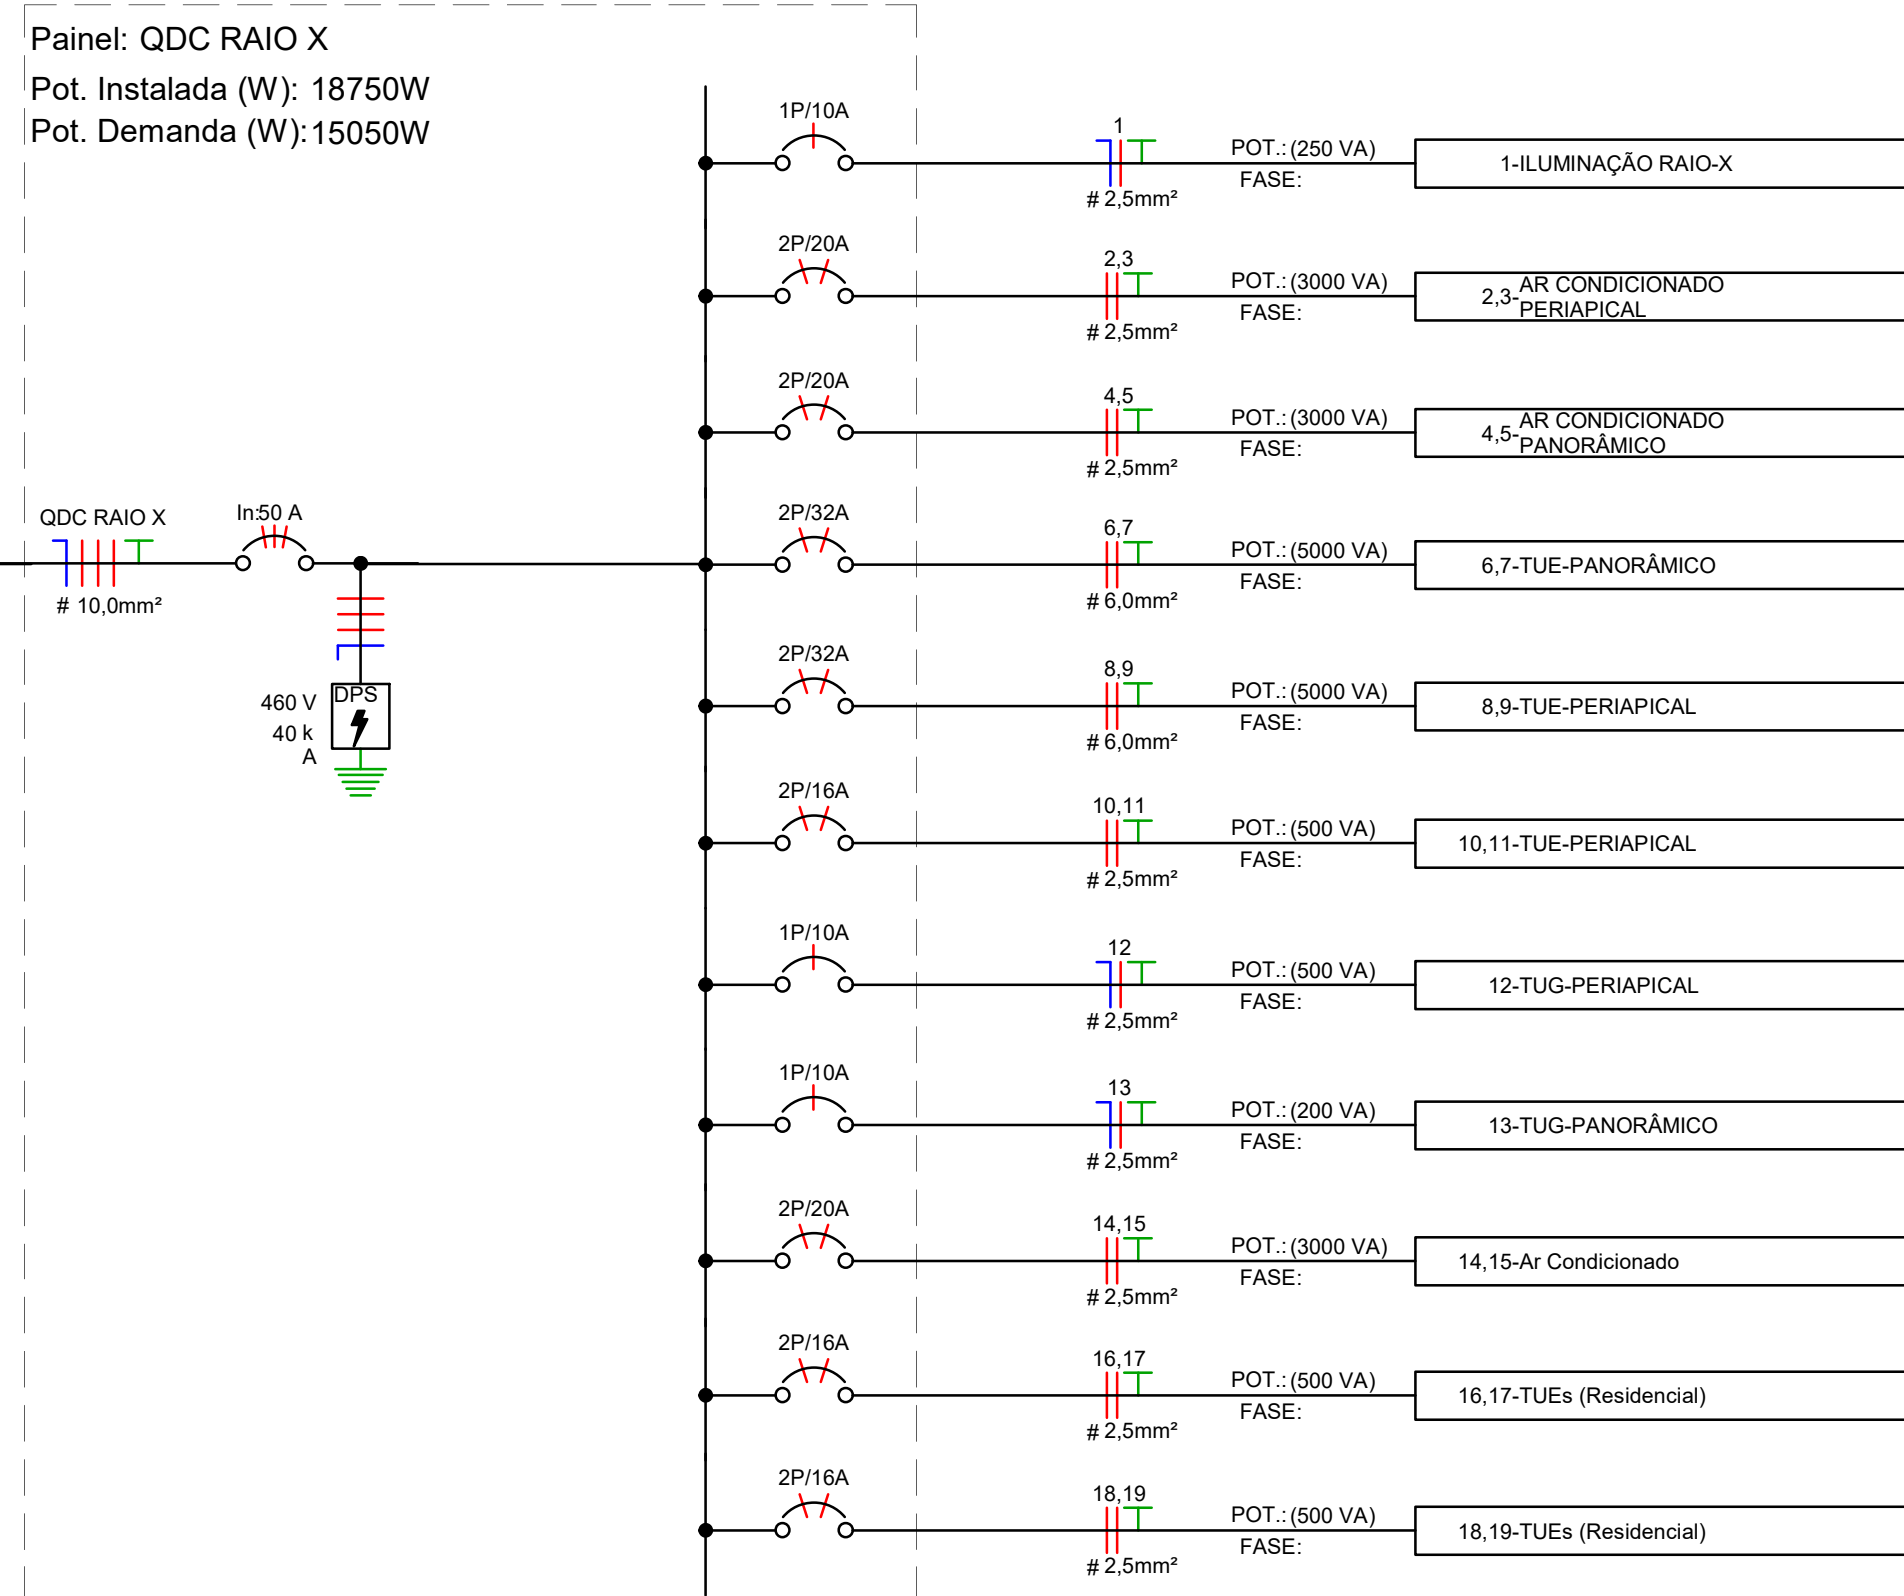 Painel: QDC RAIO X
Pot. Instalada (W): 18750W
Pot. Demanda (W):15050W
QDC RAIO X
# 10,0mm²
In:50 A
DPS
460 V
40 k
A
1P/10A
1
# 2,5mm²
POT.: (250 VA)
FASE:
1-ILUMINAÇÃO RAIO-X
2P/20A
2,3
# 2,5mm²
POT.: (3000 VA)
FASE:
2,3-AR CONDICIONADO
PERIAPICAL
2P/20A
4,5
# 2,5mm²
POT.: (3000 VA)
FASE:
4,5-AR CONDICIONADO
PANORÂMICO
2P/32A
6,7
# 6,0mm²
POT.: (5000 VA)
FASE:
6,7-TUE-PANORÂMICO
2P/32A
8,9
# 6,0mm²
POT.: (5000 VA)
FASE:
8,9-TUE-PERIAPICAL
2P/16A
10,11
# 2,5mm²
POT.: (500 VA)
FASE:
10,11-TUE-PERIAPICAL
1P/10A
12
# 2,5mm²
POT.: (500 VA)
FASE:
12-TUG-PERIAPICAL
1P/10A
13
# 2,5mm²
POT.: (200 VA)
FASE:
13-TUG-PANORÂMICO
2P/20A
14,15
# 2,5mm²
POT.: (3000 VA)
FASE:
14,15-Ar Condicionado
2P/16A
16,17
# 2,5mm²
POT.: (500 VA)
FASE:
16,17-TUEs (Residencial)
2P/16A
18,19
# 2,5mm²
POT.: (500 VA)
FASE:
18,19-TUEs (Residencial)